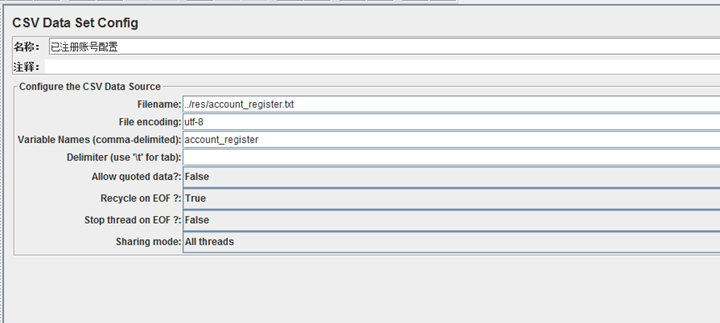 CSV Data Set Config
名称： 已注册账号配置
注释：
Configure the CSV Data Source
Filename: ../res/account_register.txt
File encoding: utf-8
Variable Names (comma-delimited): account_register
Delimiter (use '\t' for tab):
Allow quoted data?: False
Recycle on EOF ?: True
Stop thread on EOF ?: False
Sharing mode: All threads